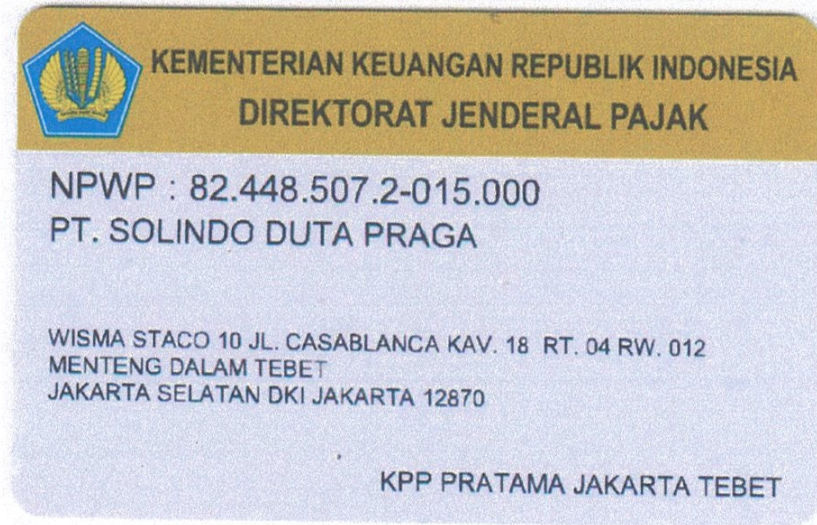 KEMENTERIAN KEUANGAN REPUBLIK INDONESIA
DIREKTORAT JENDERAL PAJAK
NPWP : 82.448.507.2-015.000
PT. SOLINDO DUTA PRAGA
WISMA STACO 10 JL. CASABLANCA KAV. 18 RT. 04 RW. 012
MENTENG DALAM TEBET
JAKARTA SELATAN DKI JAKARTA 12870
KPP PRATAMA JAKARTA TEBET